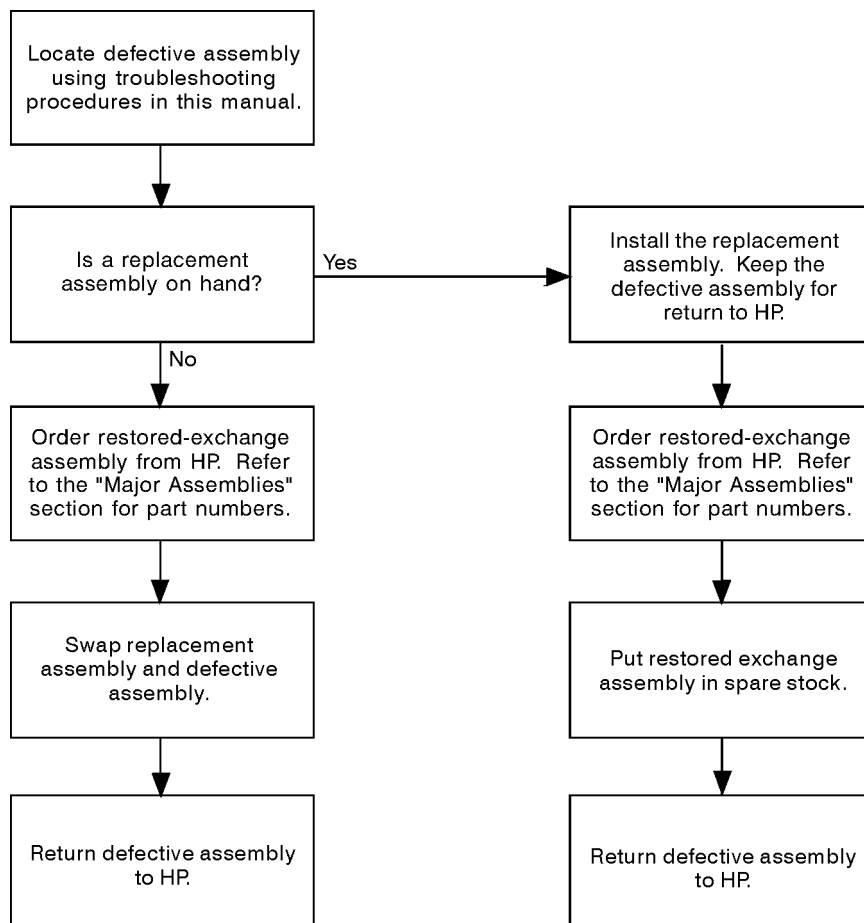 Locate defective assembly
using troubleshooting
procedures in this manual.
Is a replacement
assembly on hand?
Yes
Install the replacement
assembly. Keep the
defective assembly for
return to HP.
No
Order restored-exchange
assembly from HP. Refer
to the "Major Assemblies"
section for part numbers.
Order restored-exchange
assembly from HP. Refer
to the "Major Assemblies"
section for part numbers.
Swap replacement
assembly and defective
assembly.
Put restored exchange
assembly in spare stock.
Return defective assembly
to HP.
Return defective assembly
to HP.